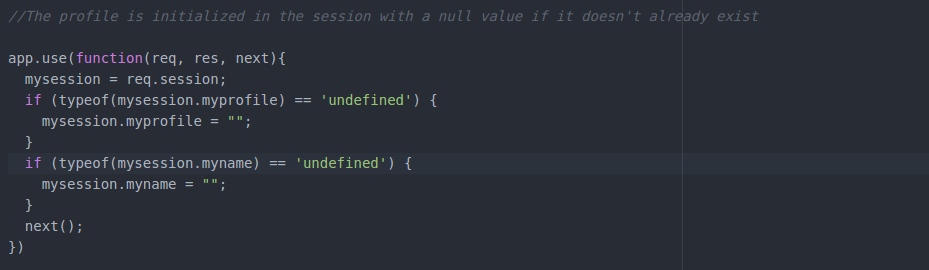 //The profile is initialized in the session with a null value if it doesn't already exist
app.use(function(req, res, next){
mysession = req.session;
if (typeof(mysession.myprofile) == 'undefined') {
mysession.myprofile = "";
}
if (typeof(mysession.myname) == 'undefined') {
mysession.myname = "";
}
next();
})